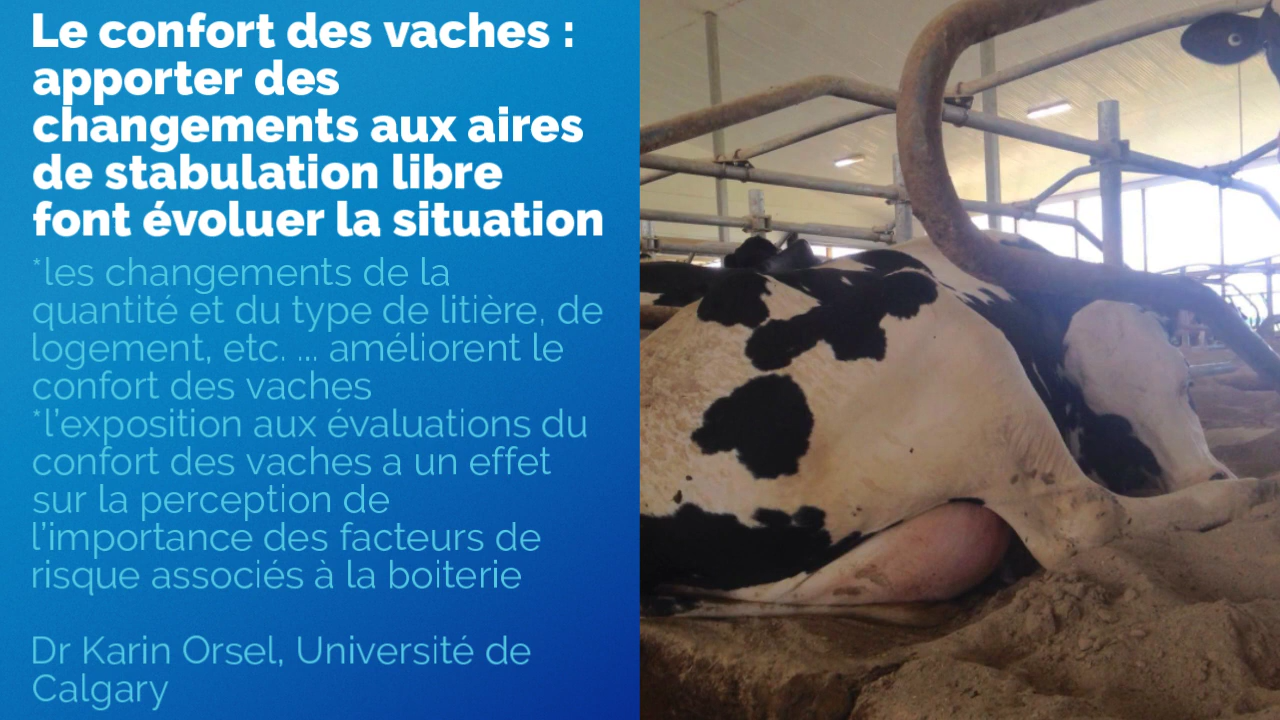 Le confort des vaches :
apporter des
changements aux aires
de stabulation libre
font évoluer la situation
*les changements de la
quantité et du type de litière, de
logement, etc. ... améliorent le
confort des vaches
*l'exposition aux évaluations du
confort des vaches a un effet
sur la perception de
l'importance des facteurs de
risque associés à la boiterie
Dr Karin Orsel, Université de
Calgary